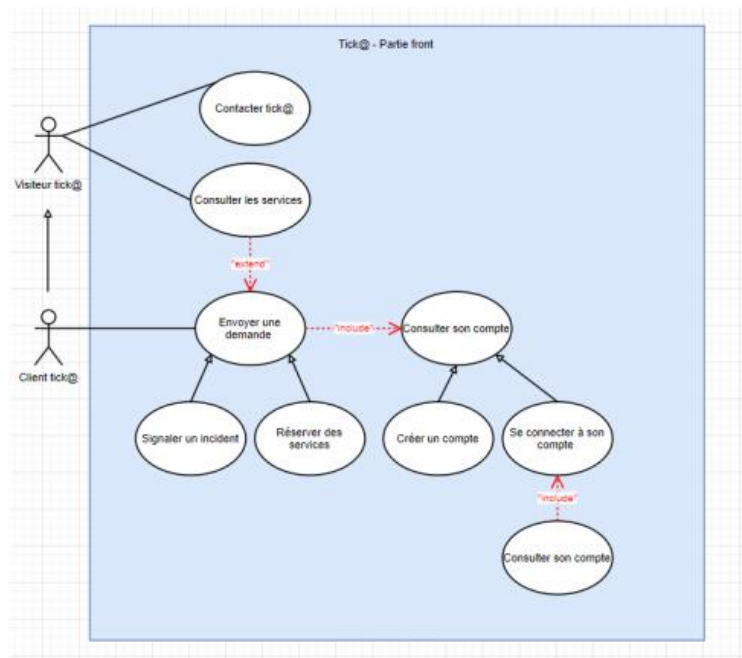 Tick@ - Partie front
Contacter tick@
Visiteur tick@
Consulter les services
"extend"
Envoyer une
demande
"include"
Consulter son compte
Client tick@
Signaler un incident
Réserver des
services
Créer un compte
Se connecter à son
compte
"include"
Consulter son compte